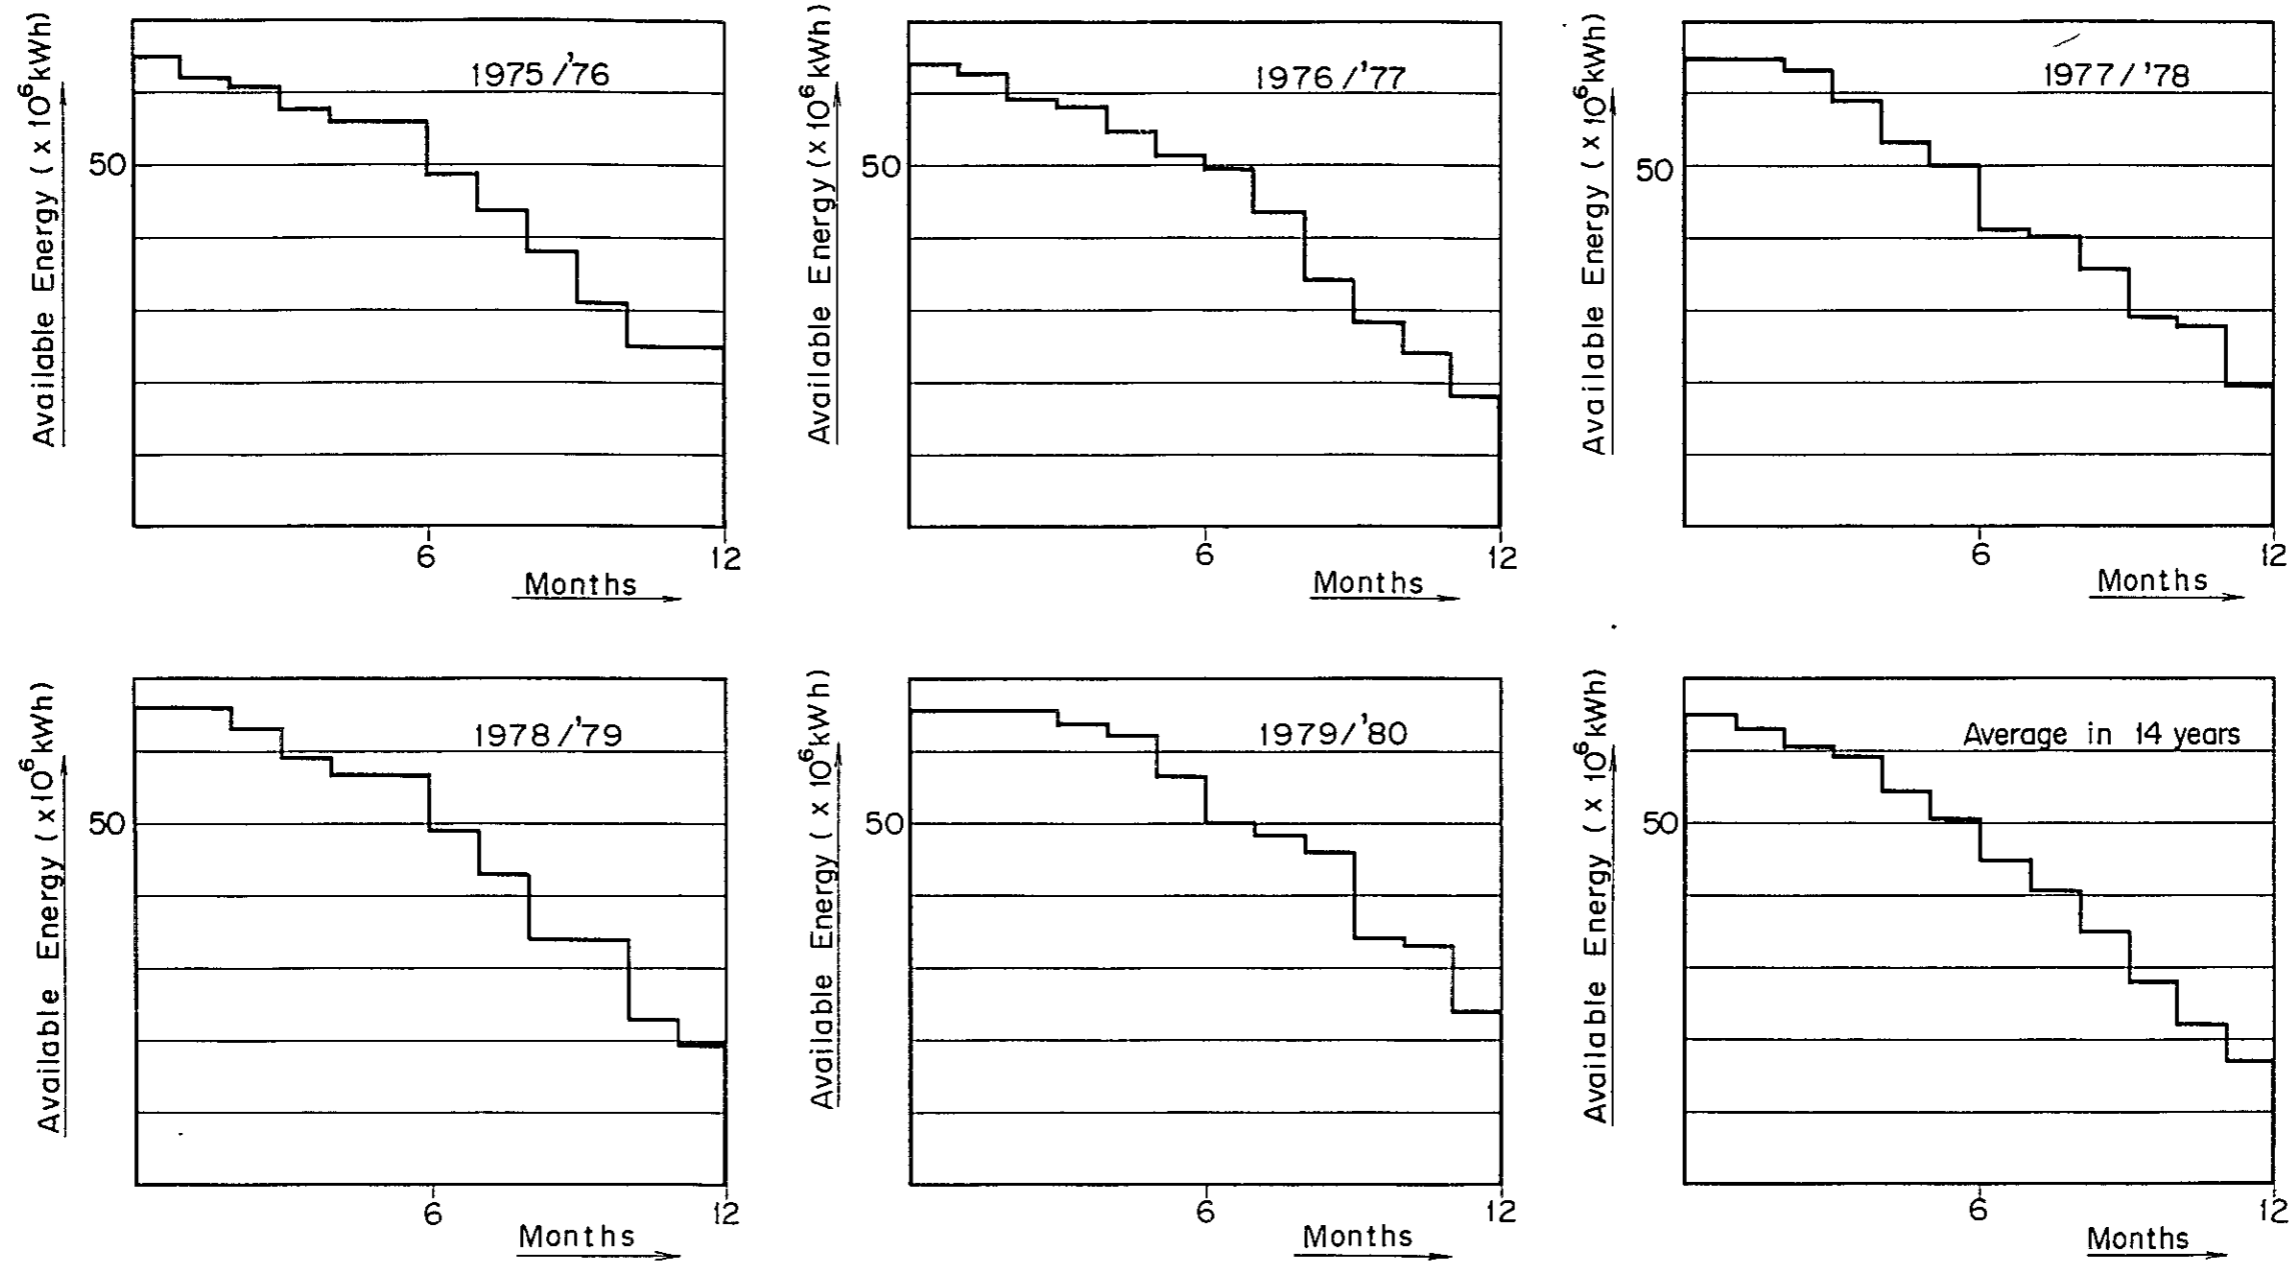 Available Energy ( x 10⁶ kWh)
1975/'76
50
6
12
Months
Available Energy (x 10⁶ kWh)
1976/'77
50
6
12
Months
Available Energy ( x 10⁶ kWh)
1977/'78
50
6
12
Months
Available Energy (x10⁶ kWh)
1978/'79
50
6
12
Months
Available Energy ( x 10⁶ kWh)
1979/'80
50
6
12
Months
Available Energy ( x 10⁶ kWh)
Average in 14 years
50
6
12
Months